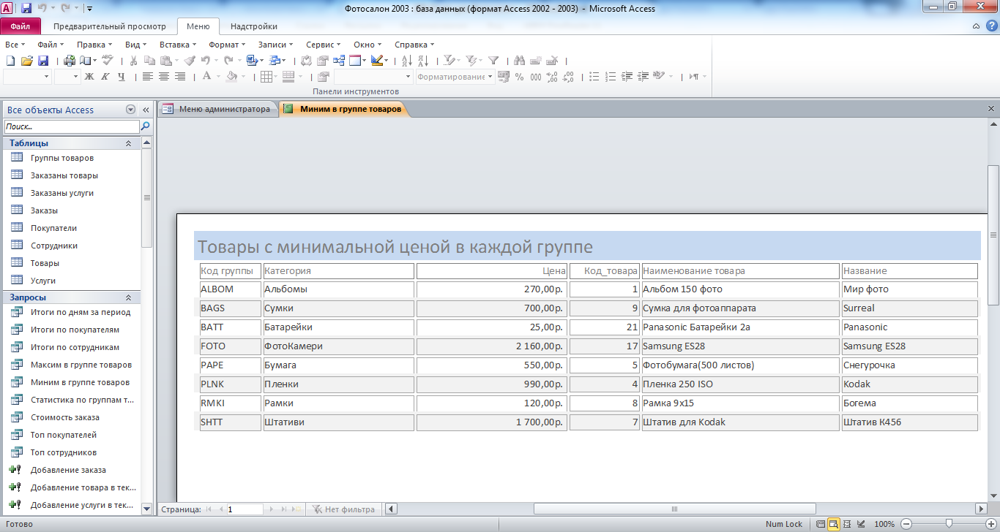 Фотосалон 2003 : база данных (формат Access 2002 - 2003) - Microsoft Access
Файл Предварительный просмотр Меню Надстройки
Все Файл Правка Вид Вставка Формат Записи Сервис Окно Справка
Ж К Ч Форматирование % 000
Панели инструментов
Все объекты Access
Поиск...
Таблицы
Группы товаров
Заказаны товары
Заказаны услуги
Заказы
Покупатели
Сотрудники
Товары
Услуги
Запросы
Итоги по дням за период
Итоги по покупателям
Итоги по сотрудникам
Максим в группе товаров
Миним в группе товаров
Статистика по группам т...
Стоимость заказа
Топ покупателей
Топ сотрудников
Добавление заказа
Добавление товара в тек...
Добавление услуги в тек...
Меню администратора Миним в группе товаров
Товары с минимальной ценой в каждой группе
Код группы Категория Цена Код_товара Наименование товара Название
ALBOM Альбомы 270,00р. 1 Альбом 150 фото Мир фото
BAGS Сумки 700,00р. 9 Сумка для фотоаппарата Surreal
BATT Батарейки 25,00р. 21 Panasonic Батарейки 2а Panasonic
FOTO ФотоКамери 2 160,00р. 17 Samsung ES28 Samsung ES28
PAPE Бумага 550,00р. 5 Фотобумага(500 листов) Снегурочка
PLNK Пленки 990,00р. 4 Пленка 250 ISO Kodak
RMKI Рамки 120,00р. 8 Рамка 9х15 Богема
SHTT Штативи 1 700,00р. 7 Штатив для Kodak Штатив К456
Страница: 1 Нет фильтра
Готово Num Lock 100%